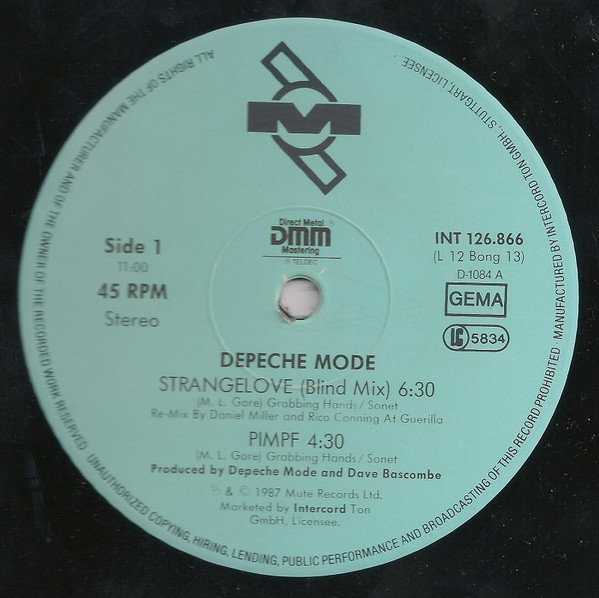 M
Direct Metal
DMM
Mastering
℗ TELDEC
Side 1
11:00
45 RPM
Stereo
INT 126.866
(L 12 Bong 13)
D-1084 A
GEMA
LC 5834
DEPECHE MODE
STRANGELOVE (Blind Mix) 6:30
(M. L. Gore) Grabbing Hands / Sonet
Re-Mix By Daniel Miller and Rico Conning At Guerilla
PIMPF 4:30
(M. L. Gore) Grabbing Hands / Sonet
Produced by Depeche Mode and Dave Bascombe
℗ & © 1987 Mute Records Ltd.
Marketed by Intercord Ton
GmbH, Licensee.
ALL RIGHTS OF THE MANUFACTURER AND OF THE OWNER OF THE RECORDED WORK RESERVED. UNAUTHORIZED COPYING, HIRING, LENDING, PUBLIC PERFORMANCE AND BROADCASTING OF THIS RECORD PROHIBITED · MANUFACTURED BY INTERCORD TON GMBH, STUTTGART, LICENSEE